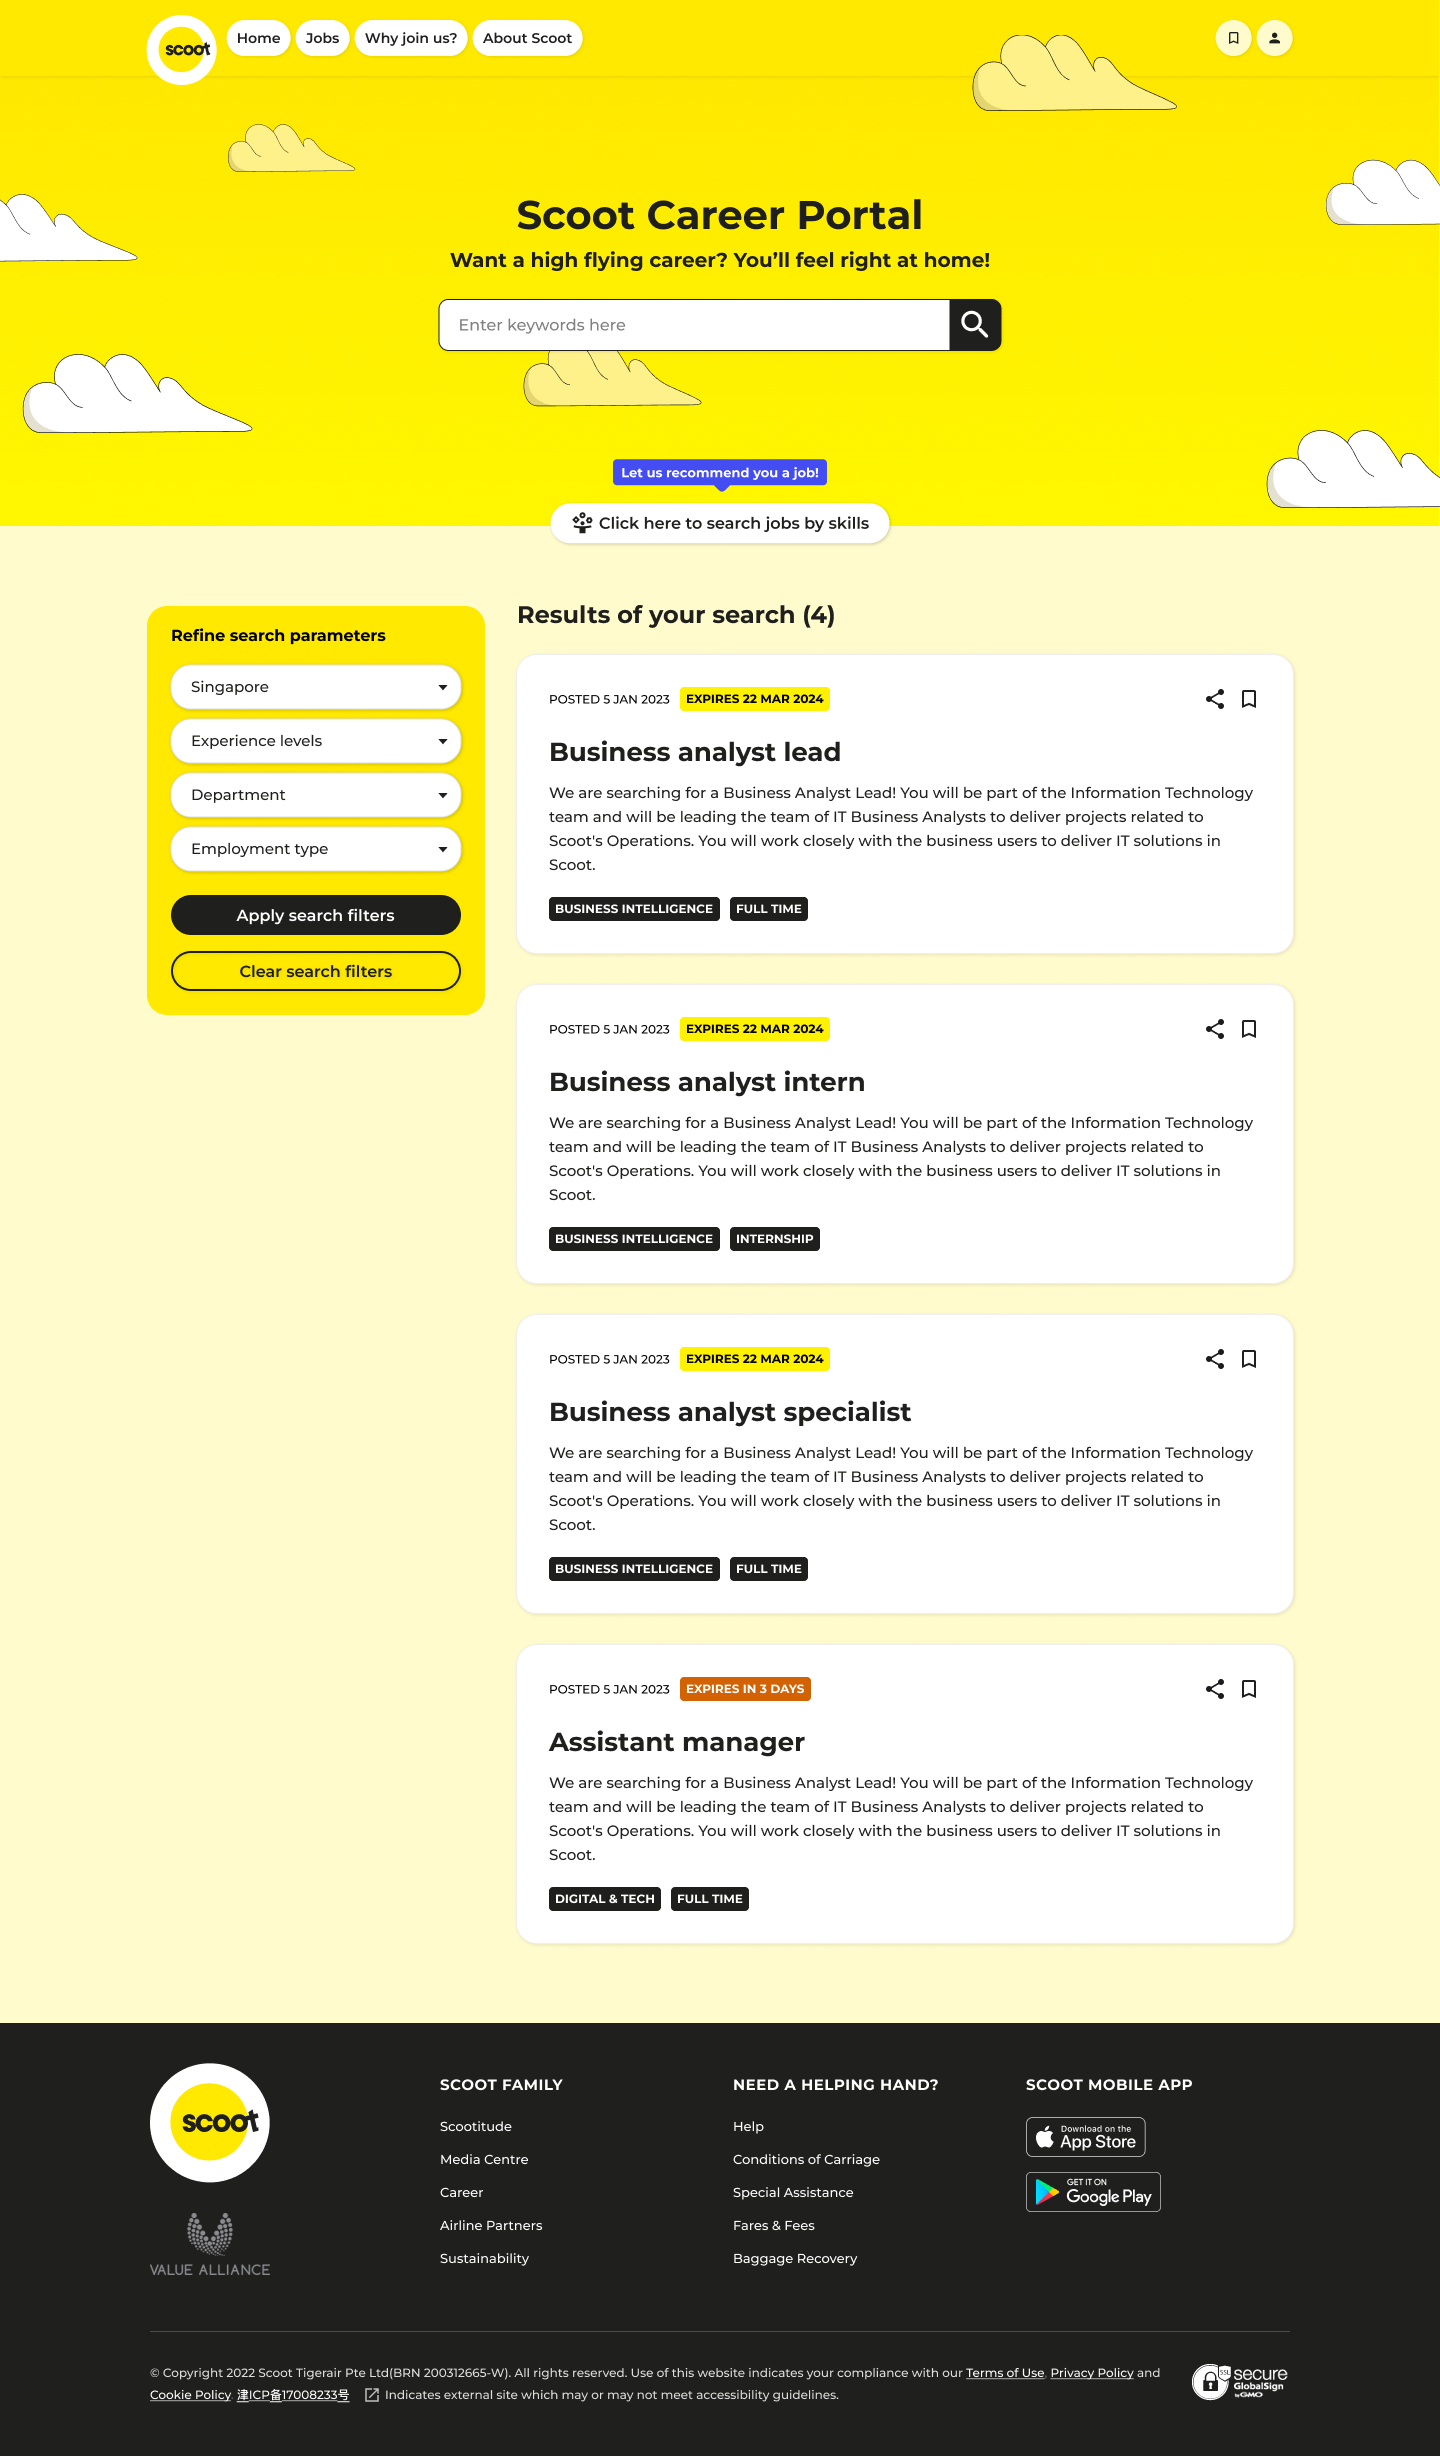 scoot
Home
Jobs
Why join us?
About Scoot
Scoot Career Portal
Want a high flying career? You’ll feel right at home!
Enter keywords here
Let us recommend you a job!
Click here to search jobs by skills
Refine search parameters
Singapore
Experience levels
Department
Employment type
Apply search filters
Clear search filters
Results of your search (4)
POSTED 5 JAN 2023 EXPIRES 22 MAR 2024
Business analyst lead
We are searching for a Business Analyst Lead! You will be part of the Information Technology
team and will be leading the team of IT Business Analysts to deliver projects related to
Scoot's Operations. You will work closely with the business users to deliver IT solutions in
Scoot.
BUSINESS INTELLIGENCE FULL TIME
POSTED 5 JAN 2023 EXPIRES 22 MAR 2024
Business analyst intern
We are searching for a Business Analyst Lead! You will be part of the Information Technology
team and will be leading the team of IT Business Analysts to deliver projects related to
Scoot's Operations. You will work closely with the business users to deliver IT solutions in
Scoot.
BUSINESS INTELLIGENCE INTERNSHIP
POSTED 5 JAN 2023 EXPIRES 22 MAR 2024
Business analyst specialist
We are searching for a Business Analyst Lead! You will be part of the Information Technology
team and will be leading the team of IT Business Analysts to deliver projects related to
Scoot's Operations. You will work closely with the business users to deliver IT solutions in
Scoot.
BUSINESS INTELLIGENCE FULL TIME
POSTED 5 JAN 2023 EXPIRES IN 3 DAYS
Assistant manager
We are searching for a Business Analyst Lead! You will be part of the Information Technology
team and will be leading the team of IT Business Analysts to deliver projects related to
Scoot's Operations. You will work closely with the business users to deliver IT solutions in
Scoot.
DIGITAL & TECH FULL TIME
scoot
VALUE ALLIANCE
SCOOT FAMILY
Scootitude
Media Centre
Career
Airline Partners
Sustainability
NEED A HELPING HAND?
Help
Conditions of Carriage
Special Assistance
Fares & Fees
Baggage Recovery
SCOOT MOBILE APP
Download on the
App Store
GET IT ON
Google Play
© Copyright 2022 Scoot Tigerair Pte Ltd(BRN 200312665-W). All rights reserved. Use of this website indicates your compliance with our Terms of Use, Privacy Policy and
Cookie Policy. 津ICP备17008233号 Indicates external site which may or may not meet accessibility guidelines.
SSL
secure
GlobalSign
by GMO